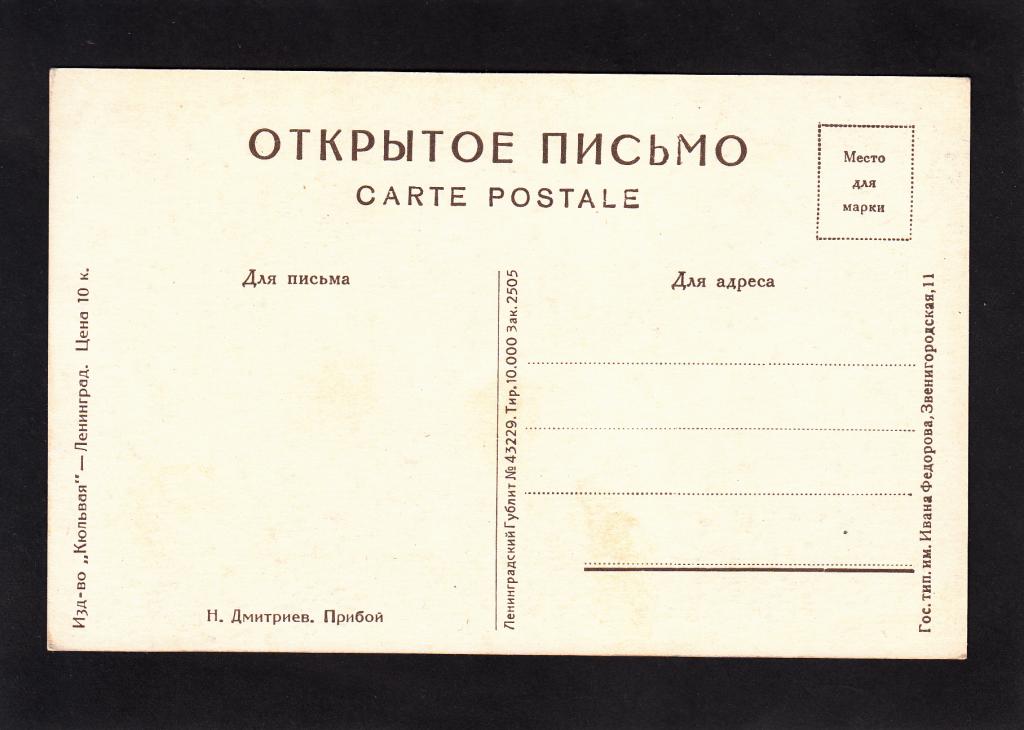 ОТКРЫТОЕ ПИСЬМО
CARTE POSTALE
Место
для
марки
Для письма
Для адреса
Изд-во „Кюльвая" — Ленинград. Цена 10 к.
Н. Дмитриев. Прибой
Ленинградский Гублит № 43229. Тир. 10.000 Зак. 2505
Гос. тип. им. Ивана Федорова, Звенигородская, 11